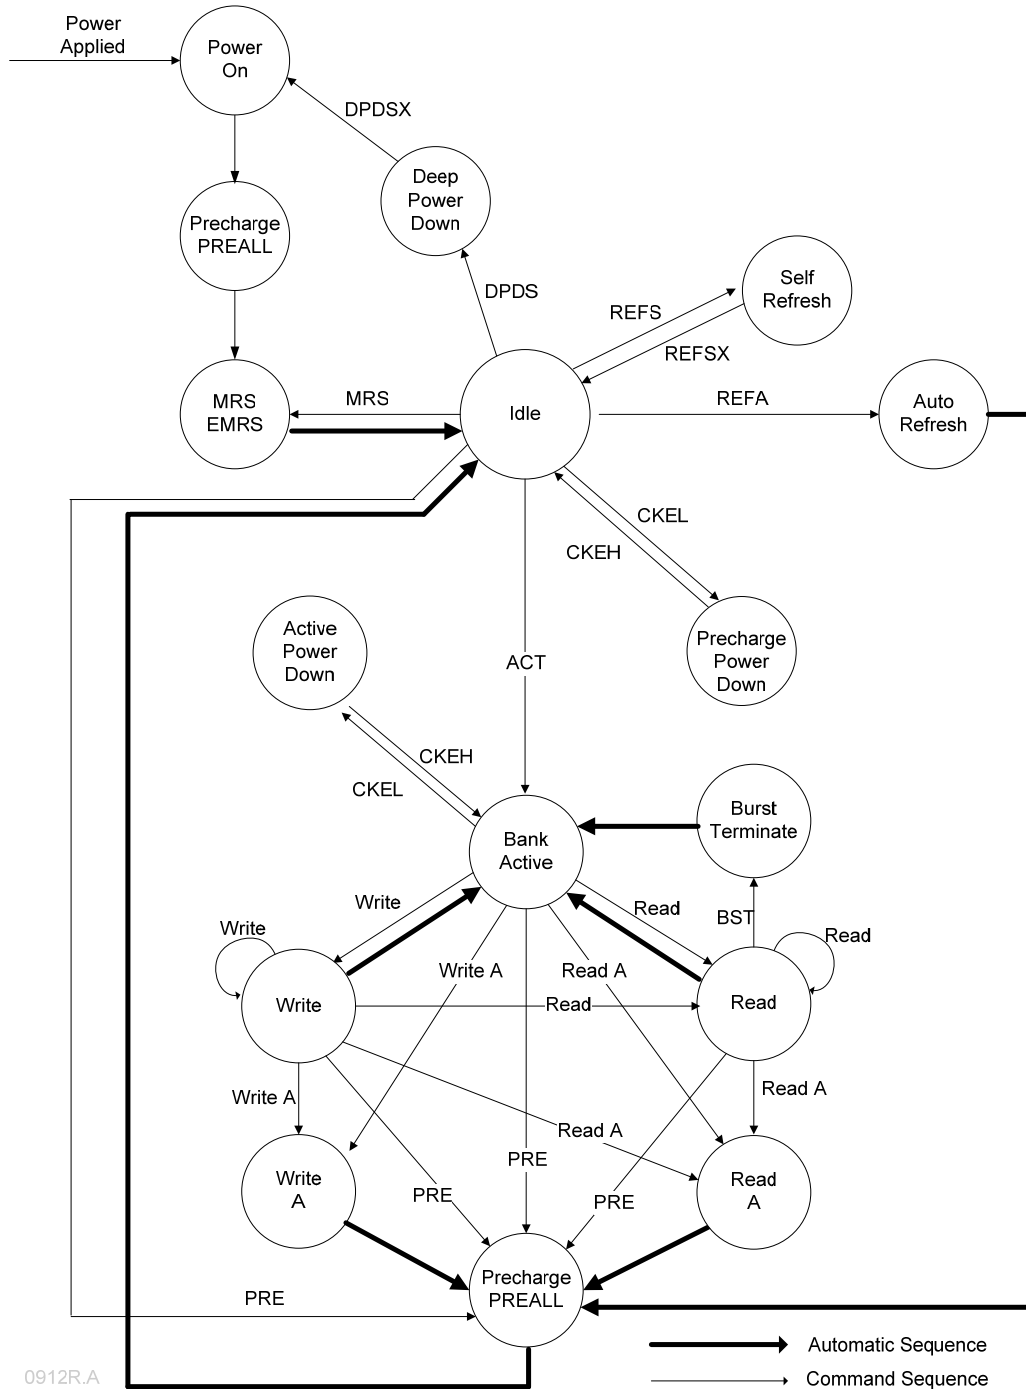 Power
Applied
Power
On
DPDSX
Deep
Power
Down
Precharge
PREALL
DPDS
Self
Refresh
REFS
REFSX
MRS
EMRS
MRS
Idle
REFA
Auto
Refresh
CKEL
CKEH
Active
Power
Down
ACT
Precharge
Power
Down
CKEH
CKEL
Burst
Terminate
Bank
Active
Write
Read
BST
Write
Read
Write A
Read A
Write
Read
Read
Write A
Read A
Read A
PRE
Write
A
PRE
PRE
Read
A
Precharge
PREALL
PRE
Automatic Sequence
Command Sequence
0912R.A